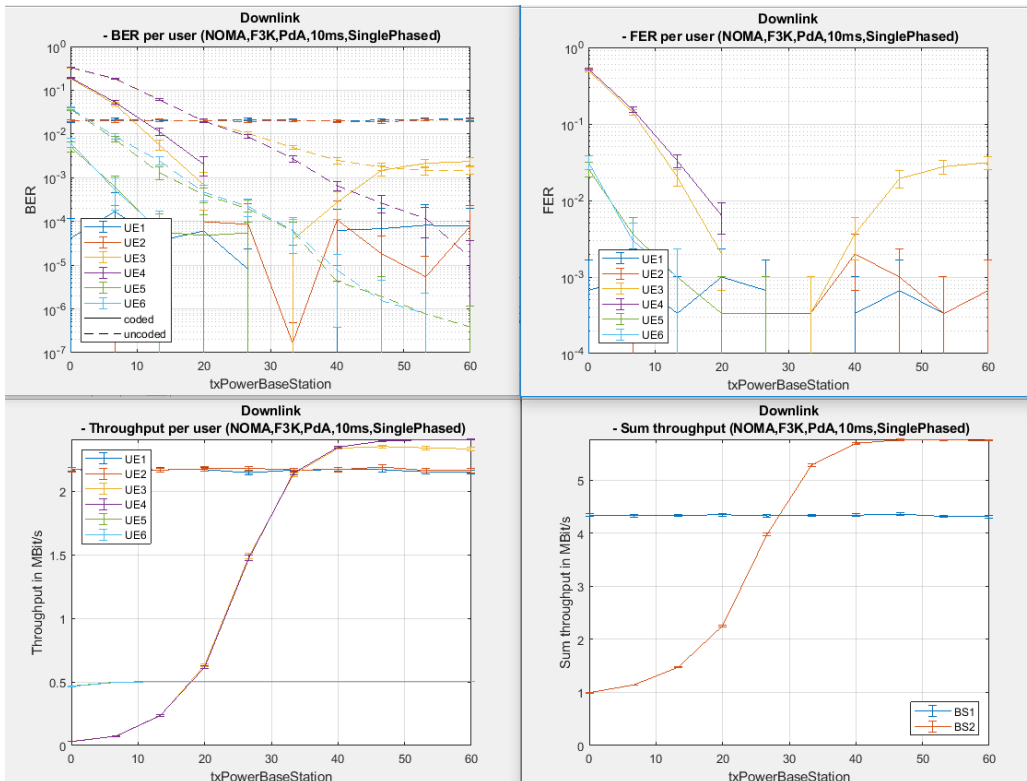 Downlink
- BER per user (NOMA,F3K,PdA,10ms,SinglePhased)
10^0
10^-1
10^-2
10^-3
10^-4
10^-5
10^-6
10^-7
BER
UE1
UE2
UE3
UE4
UE5
UE6
coded
uncoded
0 10 20 30 40 50 60
txPowerBaseStation
Downlink
- FER per user (NOMA,F3K,PdA,10ms,SinglePhased)
10^0
10^-1
10^-2
10^-3
10^-4
FER
UE1
UE2
UE3
UE4
UE5
UE6
0 10 20 30 40 50 60
txPowerBaseStation
Downlink
- Throughput per user (NOMA,F3K,PdA,10ms,SinglePhased)
2
1.5
1
0.5
0
Throughput in MBit/s
UE1
UE2
UE3
UE4
UE5
UE6
0 10 20 30 40 50 60
txPowerBaseStation
Downlink
- Sum throughput (NOMA,F3K,PdA,10ms,SinglePhased)
5
4
3
2
1
0
Sum throughput in MBit/s
BS1
BS2
0 10 20 30 40 50 60
txPowerBaseStation